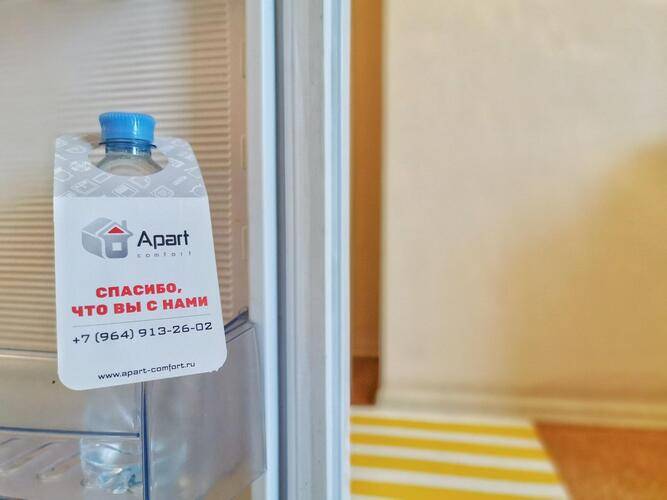 Apart
comfort
СПАСИБО,
ЧТО ВЫ С НАМИ
+7 (964) 913-26-02
www.apart-comfort.ru